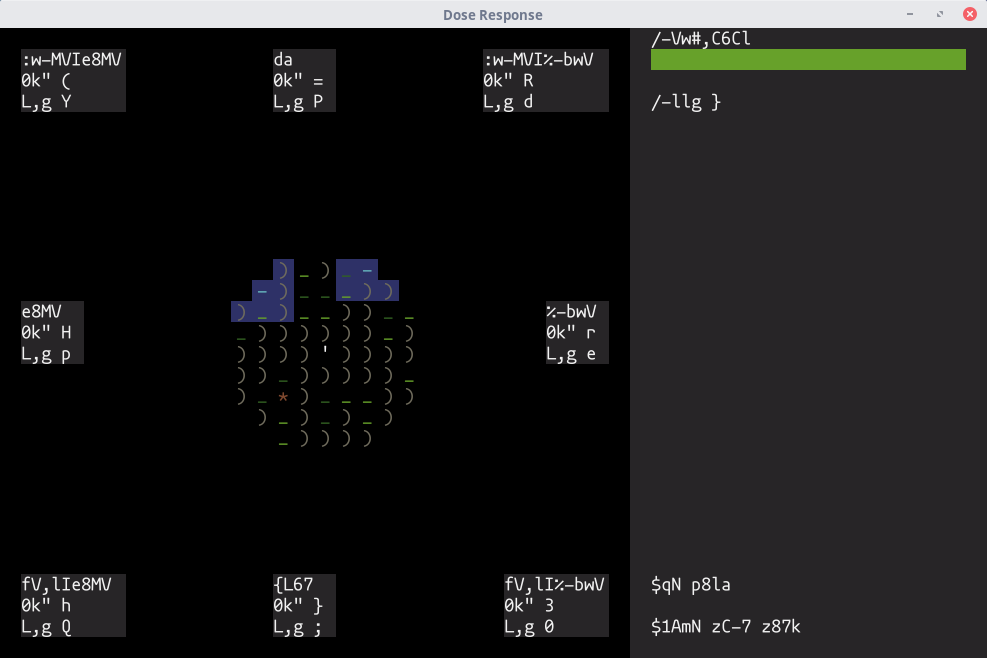 Dose Response
:w-MVIe8MV
0k" (
L,g Y
da
0k" =
L,g P
:w-MVI%-bwV
0k" R
L,g d
/-Vw#,C6Cl
/-llg }
) _ ) _ -
- ) _ _ _ ) )
) _ ) _ _ ) ) _ _
_ ) ) ) ) ) ) _ )
) ) ) ) ' ) ) ) )
) ) _ ) ) ) ) ) _
) _ * ) _ _ _ ) )
) _ ) _ ) _ )
_ ) ) ) )
e8MV
0k" H
L,g p
%-bwV
0k" r
L,g e
fV,lIe8MV
0k" h
L,g Q
{L67
0k" }
L,g ;
fV,lI%-bwV
0k" 3
L,g 0
$qN p8la
$1AmN zC-7 z87k